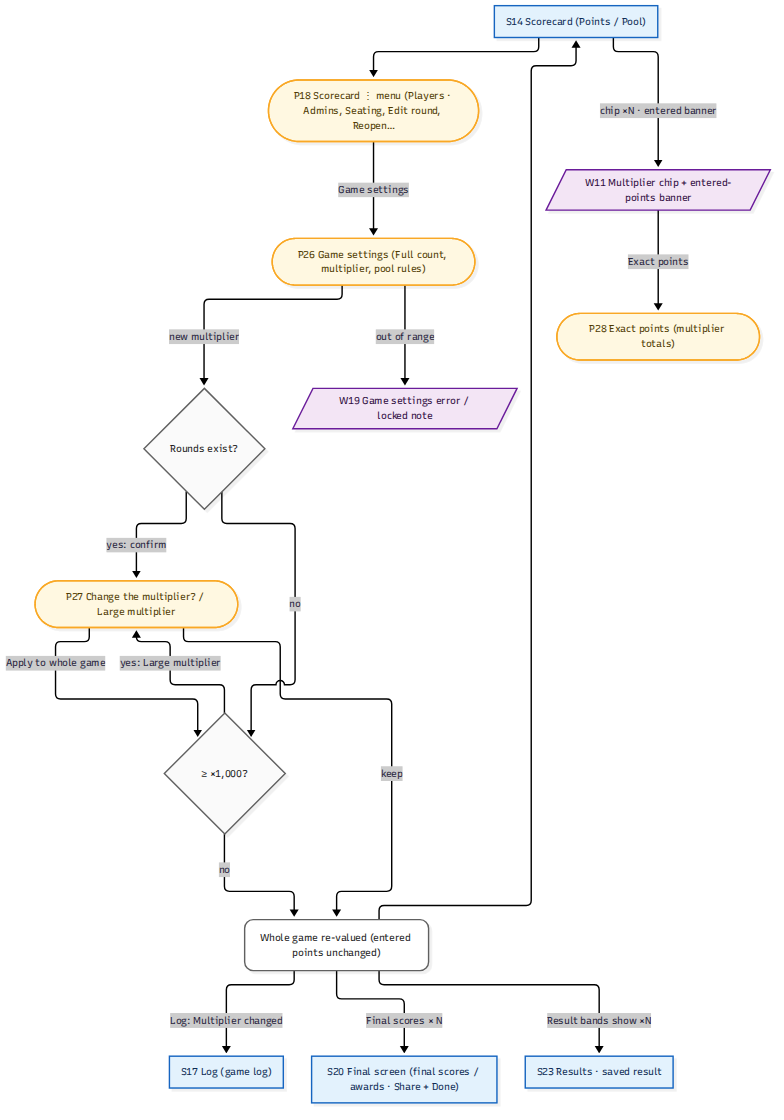 S14 Scorecard (Points / Pool)
P18 Scorecard ⋮ menu (Players ·
Admins, Seating, Edit round,
Reopen...
chip ×N · entered banner
W11 Multiplier chip + entered-
points banner
Game settings
P26 Game settings (Full count,
multiplier, pool rules)
Exact points
P28 Exact points (multiplier
totals)
new multiplier
out of range
W19 Game settings error /
locked note
Rounds exist?
yes: confirm
no
P27 Change the multiplier? /
Large multiplier
Apply to whole game
yes: Large multiplier
≥ ×1,000?
keep
no
Whole game re-valued (entered
points unchanged)
Log: Multiplier changed
Final scores × N
Result bands show ×N
S17 Log (game log)
S20 Final screen (final scores /
awards · Share + Done)
S23 Results · saved result